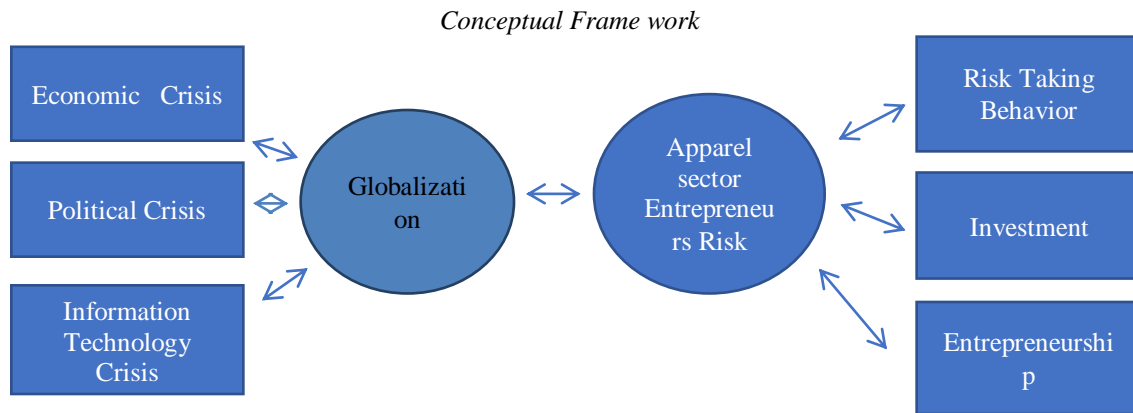 Conceptual Frame work
Economic Crisis
Political Crisis
Information
Technology
Crisis
Globalizati
on
Apparel
sector
Entrepreneu
rs Risk
Risk Taking
Behavior
Investment
Entrepreneurshi
p